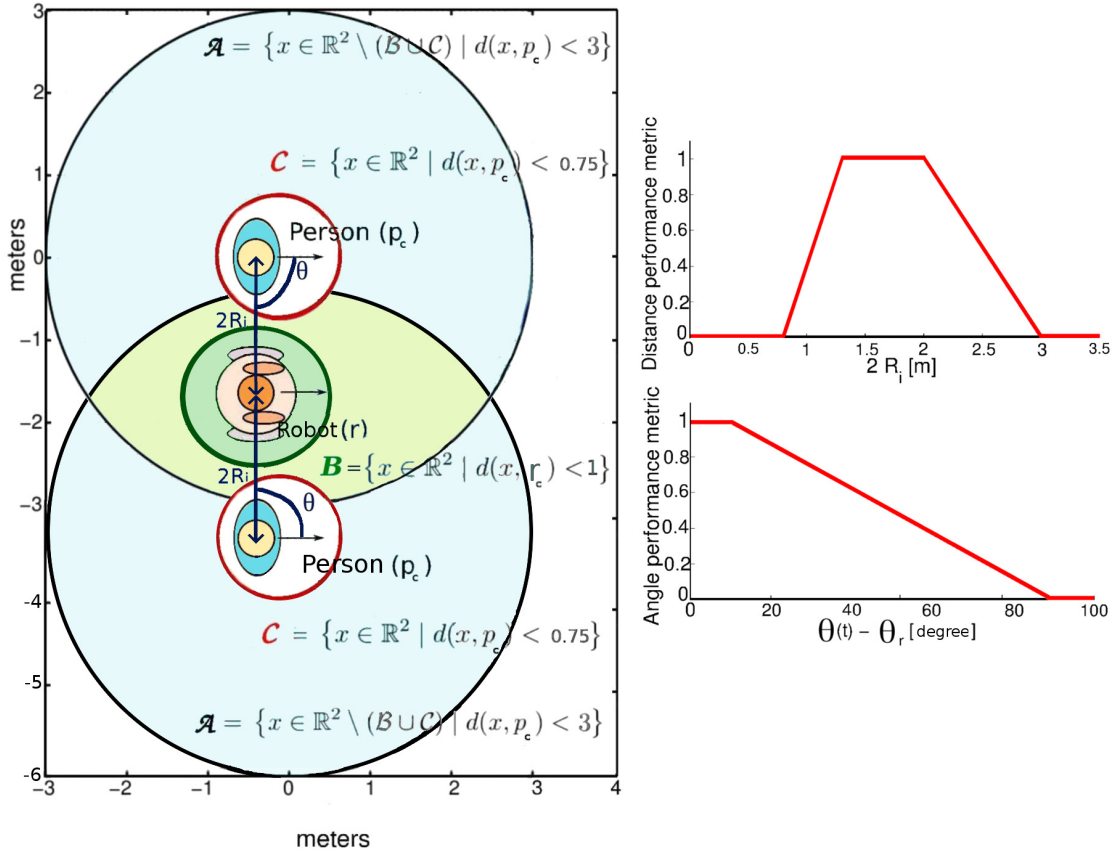 3
𝒜 = {x ∈ ℝ² \ (ℬ ∪ 𝒞) | d(x, p_c) < 3}
2
1
𝒞 = {x ∈ ℝ² | d(x, p_c) < 0.75}
Person (p_c)
0
θ
meters
2Ri
−1
−2
Robot (r)
2Ri
ℬ = {x ∈ ℝ² | d(x, r_c) < 1}
−3
θ
Person (p_c)
-4
𝒞 = {x ∈ ℝ² | d(x, p_c) < 0.75}
-5
𝒜 = {x ∈ ℝ² \ (ℬ ∪ 𝒞) | d(x, p_c) < 3}
-6
−3 −2 −1 0 1 2 3 4
meters
Distance performance metric
1
0.8
0.6
0.4
0.2
0
0 0.5 1 1.5 2 2.5 3 3.5
2 R_i [m]
Angle performance metric
1
0.8
0.6
0.4
0.2
0
0 20 40 60 80 100
θ(t) − θ_r [degree]